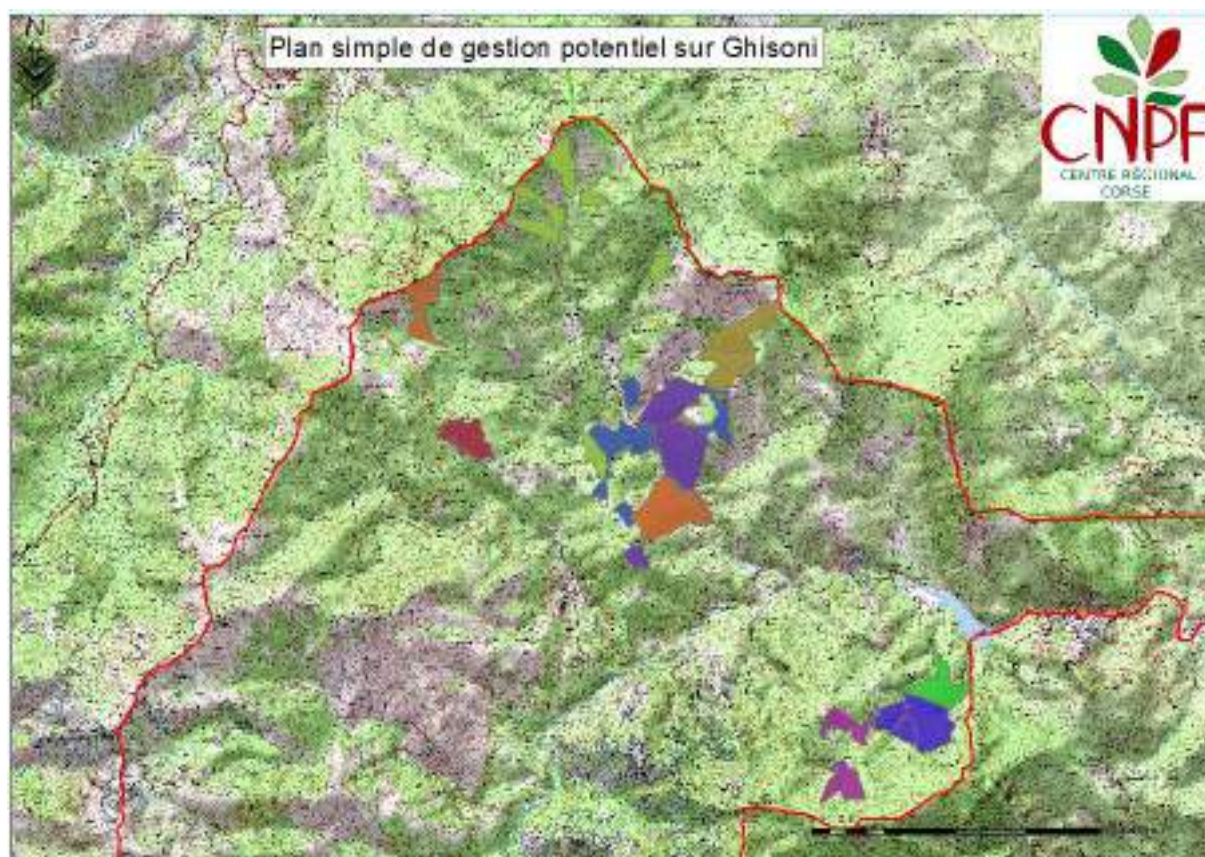 N
Plan simple de gestion potentiel sur Ghisoni
CNPF
CENTRE RÉGIONAL
CORSE